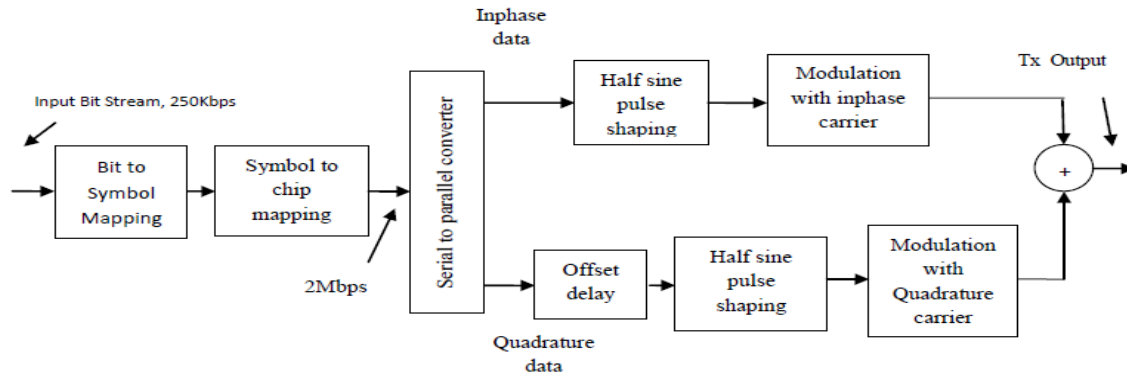 Inphase
data
Tx Output
Input Bit Stream, 250Kbps
Bit to
Symbol
Mapping
Symbol to
chip
mapping
2Mbps
Serial to parallel converter
Half sine
pulse
shaping
Modulation
with inphase
carrier
+
Offset
delay
Half sine
pulse
shaping
Modulation
with
Quadrature
carrier
Quadrature
data